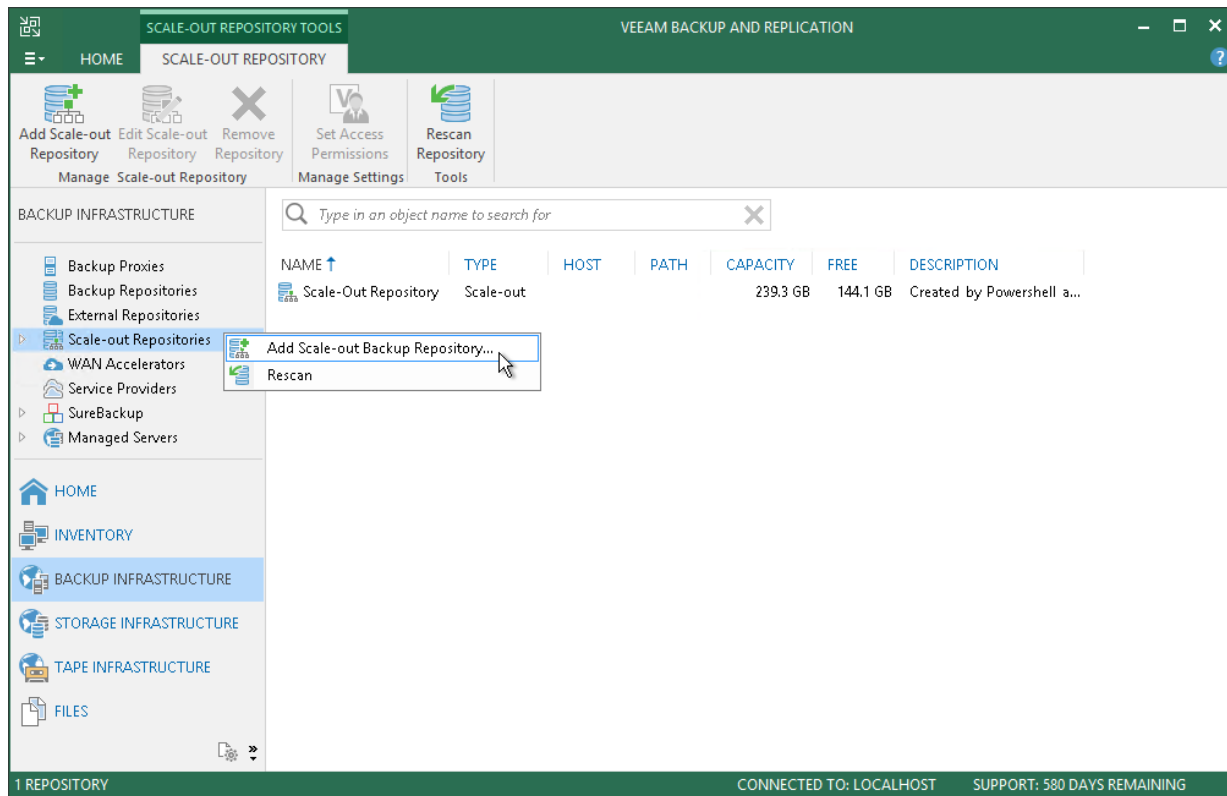 SCALE-OUT REPOSITORY TOOLS
VEEAM BACKUP AND REPLICATION
HOME
SCALE-OUT REPOSITORY
Add Scale-out
Repository
Edit Scale-out
Repository
Remove
Repository
Set Access
Permissions
Rescan
Repository
Manage Scale-out Repository
Manage Settings
Tools
BACKUP INFRASTRUCTURE
Type in an object name to search for
Backup Proxies
Backup Repositories
External Repositories
Scale-out Repositories
WAN Accelerators
Service Providers
SureBackup
Managed Servers
NAME TYPE HOST PATH CAPACITY FREE DESCRIPTION
Scale-Out Repository Scale-out 239.3 GB 144.1 GB Created by Powershell a...
Add Scale-out Backup Repository...
Rescan
HOME
INVENTORY
BACKUP INFRASTRUCTURE
STORAGE INFRASTRUCTURE
TAPE INFRASTRUCTURE
FILES
1 REPOSITORY
CONNECTED TO: LOCALHOST
SUPPORT: 580 DAYS REMAINING